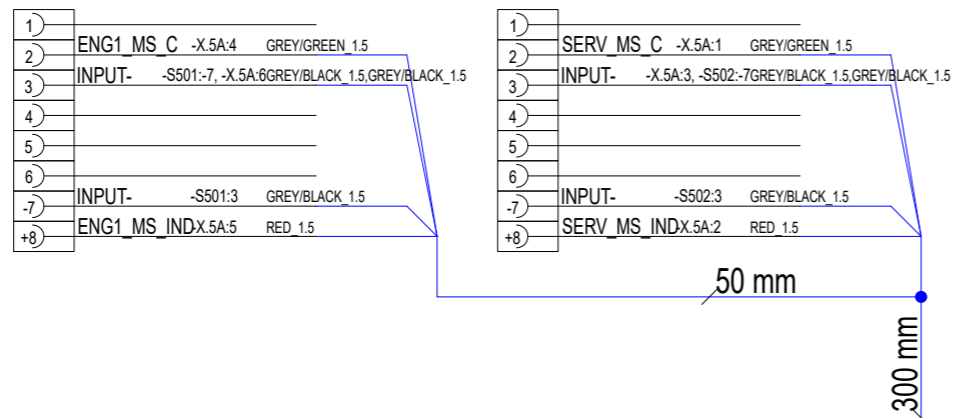 1
2 ENG1_MS_C -X.5A:4 GREY/GREEN_1.5
3 INPUT- -S501:-7, -X.5A:6GREY/BLACK_1.5,GREY/BLACK_1.5
4
5
6
-7 INPUT- -S501:3 GREY/BLACK_1.5
+8 ENG1_MS_IND-X.5A:5 RED_1.5
1
2 SERV_MS_C -X.5A:1 GREY/GREEN_1.5
3 INPUT- -X.5A:3, -S502:-7GREY/BLACK_1.5,GREY/BLACK_1.5
4
5
6
-7 INPUT- -S502:3 GREY/BLACK_1.5
+8 SERV_MS_IND-X.5A:2 RED_1.5
50 mm
300 mm